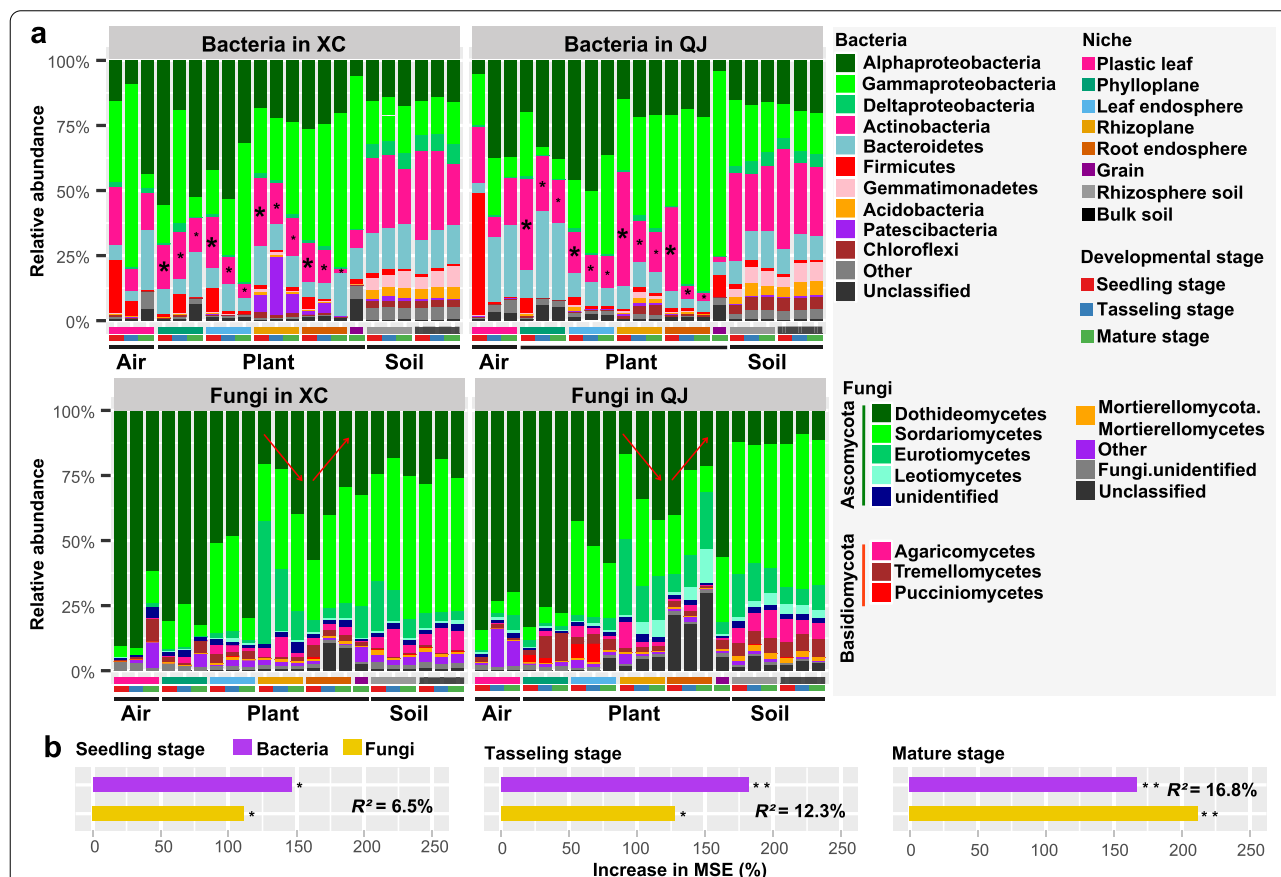 a
Bacteria in XC
Bacteria in QJ
Relative abundance
100%
75%
50%
25%
0%
* * * * * * * * * * * *
* * * * * * * * * * * *
Air
Plant
Soil
Air
Plant
Soil
Bacteria
Alphaproteobacteria
Gammaproteobacteria
Deltaproteobacteria
Actinobacteria
Bacteroidetes
Firmicutes
Gemmatimonadetes
Acidobacteria
Patescibacteria
Chloroflexi
Other
Unclassified
Niche
Plastic leaf
Phylloplane
Leaf endosphere
Rhizoplane
Root endosphere
Grain
Rhizosphere soil
Bulk soil
Developmental stage
Seedling stage
Tasseling stage
Mature stage
Fungi in XC
Fungi in QJ
Relative abundance
100%
75%
50%
25%
0%
Air
Plant
Soil
Air
Plant
Soil
Fungi
Ascomycota
Dothideomycetes
Sordariomycetes
Eurotiomycetes
Leotiomycetes
unidentified
Basidiomycota
Agaricomycetes
Tremellomycetes
Pucciniomycetes
Mortierellomycota.
Mortierellomycetes
Other
Fungi.unidentified
Unclassified
b
Seedling stage
Bacteria
Fungi
*
*
R² = 6.5%
0 50 100 150 200 250
Tasseling stage
* *
*
R² = 12.3%
0 50 100 150 200 250
Mature stage
* *
* *
R² = 16.8%
0 50 100 150 200 250
Increase in MSE (%)